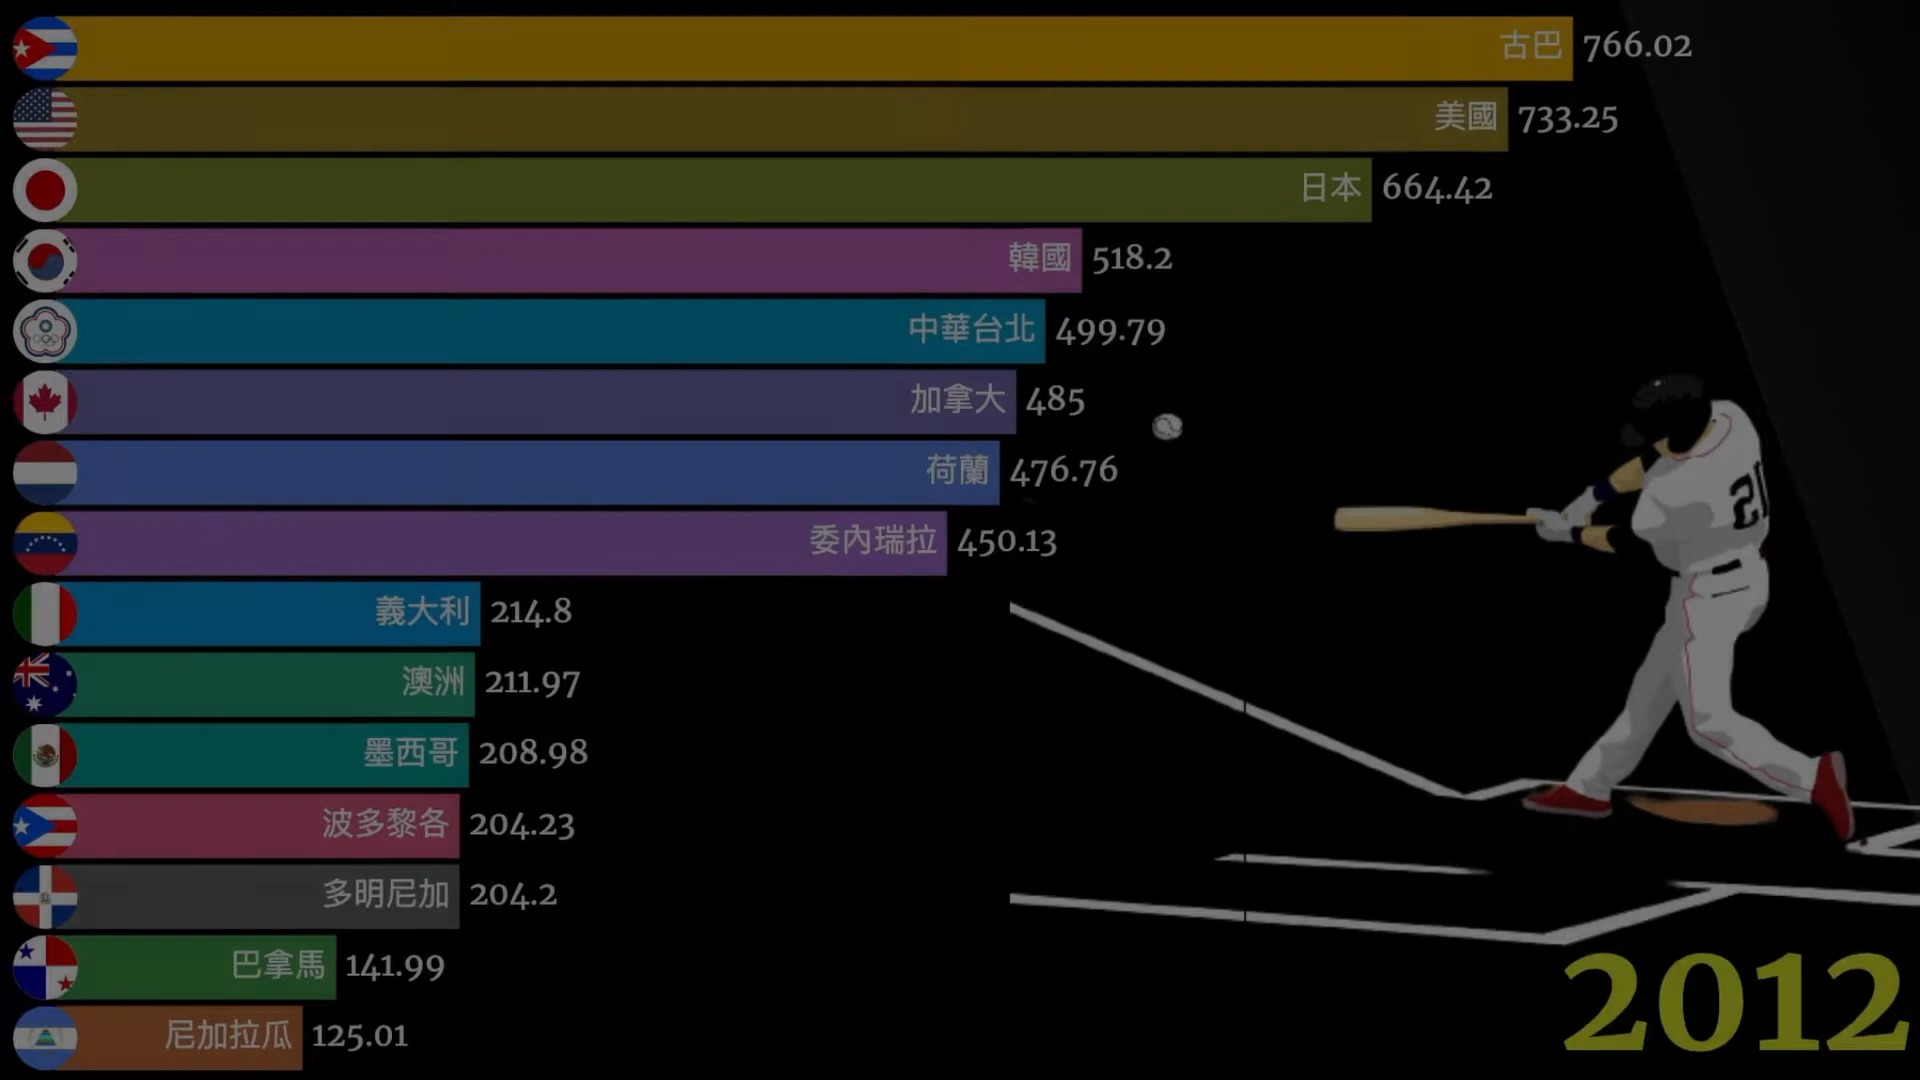 古巴 766.02
美國 733.25
日本 664.42
韓國 518.2
中華台北 499.79
加拿大 485
荷蘭 476.76
委內瑞拉 450.13
義大利 214.8
澳洲 211.97
墨西哥 208.98
波多黎各 204.23
多明尼加 204.2
巴拿馬 141.99
尼加拉瓜 125.01
21
2012